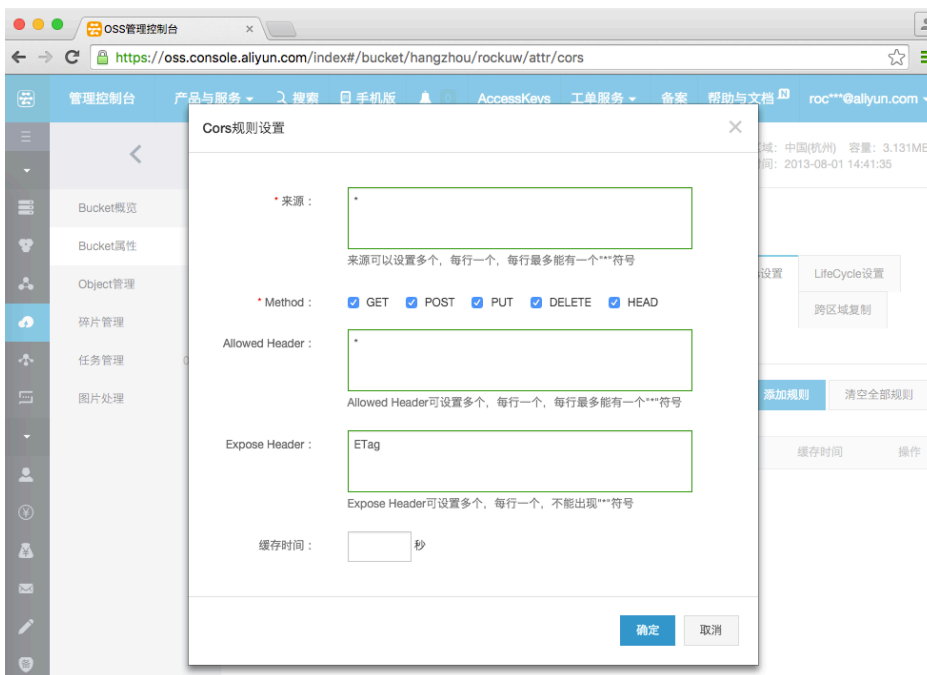 OSS管理控制台
https://oss.console.aliyun.com/index#/bucket/hangzhou/rockuw/attr/cors
管理控制台 产品与服务 搜索 手机版 AccessKeys 工单服务 备案 帮助与文档 N roc***@aliyun.com
Cors规则设置
域：中国(杭州) 容量：3.131MB
间：2013-08-01 14:41:35
Bucket概览
Bucket属性
Object管理
碎片管理
任务管理 0
图片处理
* 来源：
*
来源可以设置多个，每行一个，每行最多能有一个"*"符号
* Method： GET POST PUT DELETE HEAD
Allowed Header：
*
Allowed Header可设置多个，每行一个，每行最多能有一个"*"符号
Expose Header：
ETag
Expose Header可设置多个，每行一个，不能出现"*"符号
缓存时间： 秒
确定 取消
设置 LifeCycle设置
跨区域复制
添加规则 清空全部规则
缓存时间 操作